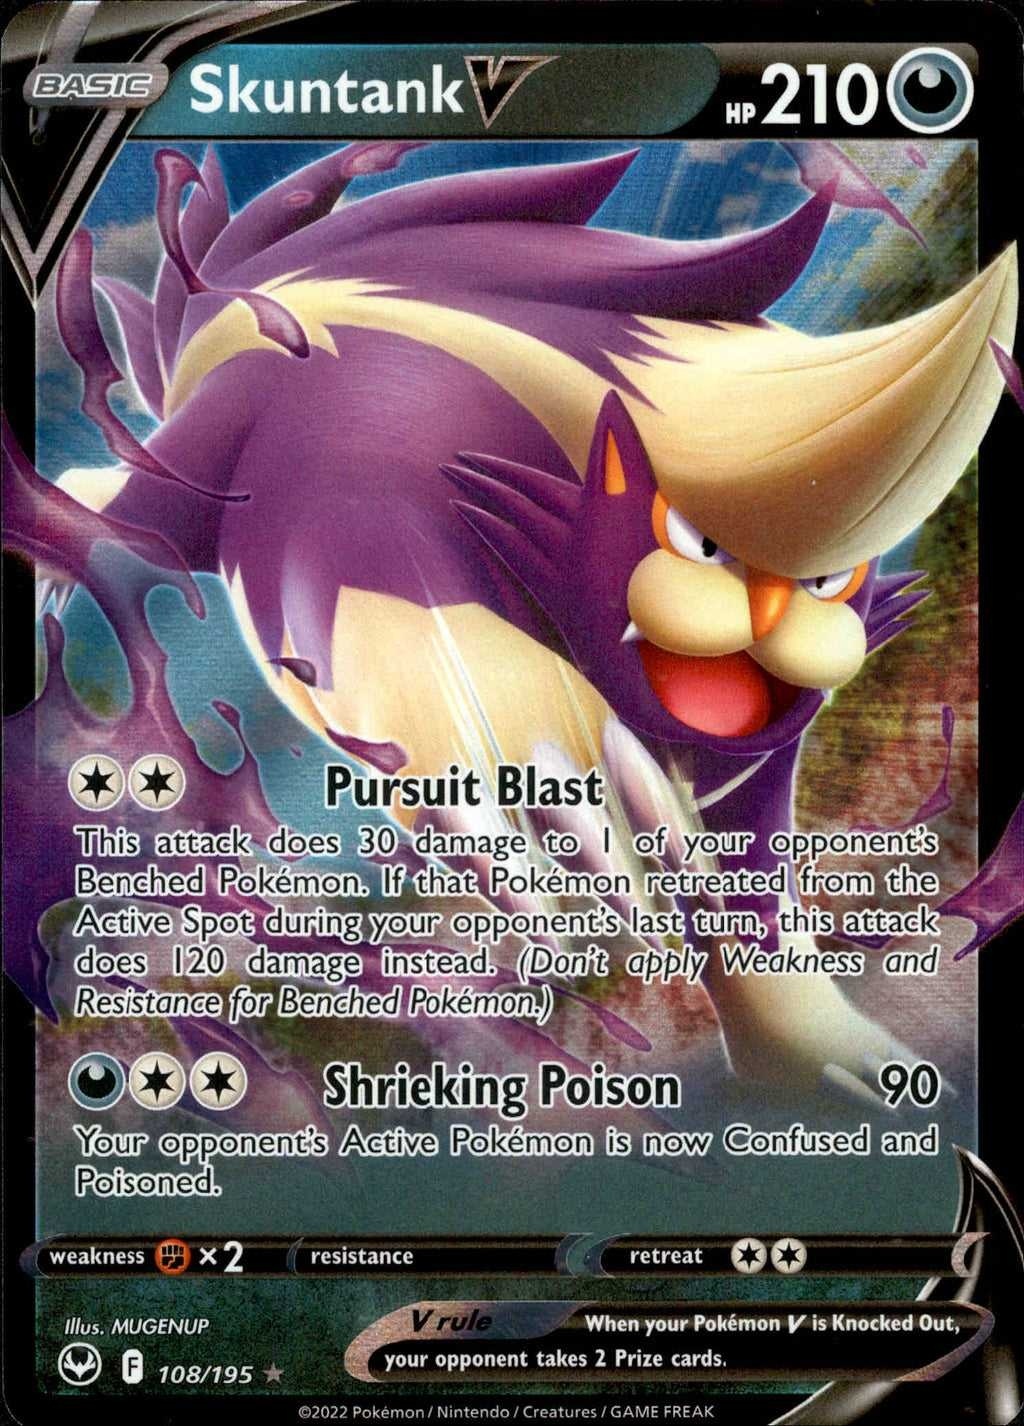 BASIC Skuntank V HP 210
Pursuit Blast
This attack does 30 damage to 1 of your opponent's
Benched Pokémon. If that Pokémon retreated from the
Active Spot during your opponent's last turn, this attack
does 120 damage instead. (Don't apply Weakness and
Resistance for Benched Pokémon.)
Shrieking Poison 90
Your opponent's Active Pokémon is now Confused and
Poisoned.
weakness ×2 resistance retreat
Illus. MUGENUP
V rule When your Pokémon V is Knocked Out,
your opponent takes 2 Prize cards.
F 108/195
©2022 Pokémon / Nintendo / Creatures / GAME FREAK